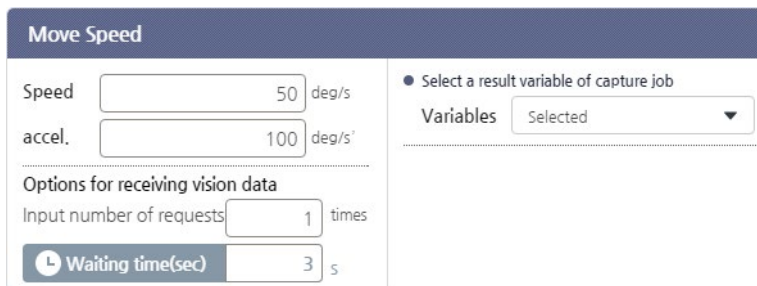 Move Speed
Speed 50 deg/s
accel. 100 deg/s'
Options for receiving vision data
Input number of requests 1 times
Waiting time(sec) 3 s
Select a result variable of capture job
Variables Selected